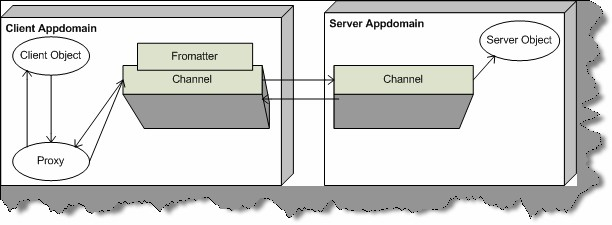 Client Appdomain
Client Object
Fromatter
Channel
Proxy
Server Appdomain
Server Object
Channel